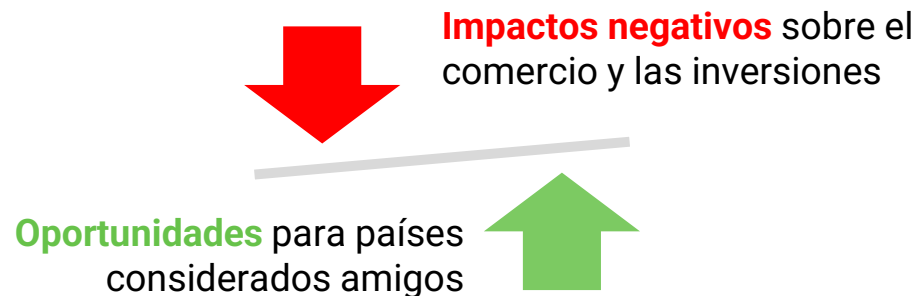 Impactos negativos sobre el
comercio y las inversiones
Oportunidades para países
considerados amigos